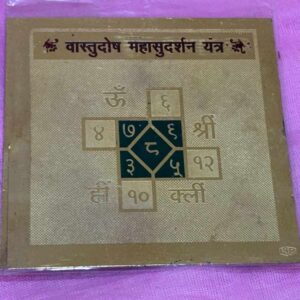 वास्तुदोष महासुदर्शन यंत्र
ॐ ६
४ ७ ६ श्रीं
८
३ ५ १२
ह्रीं १० क्लीं